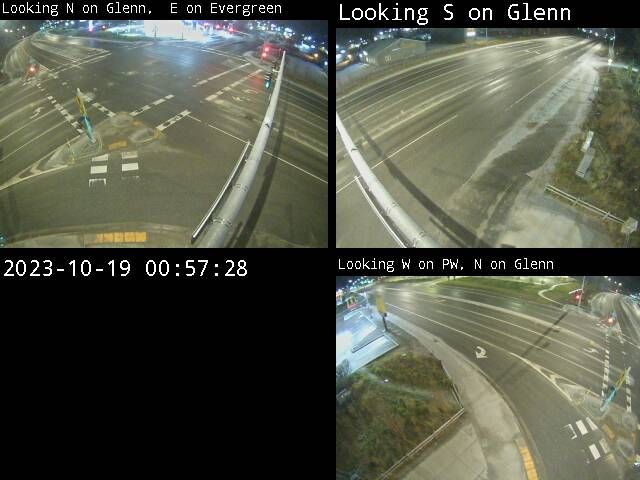 Looking N on Glenn,  E on Evergreen
Looking S on Glenn
2023-10-19 00:57:28
Looking W on PW, N on Glenn